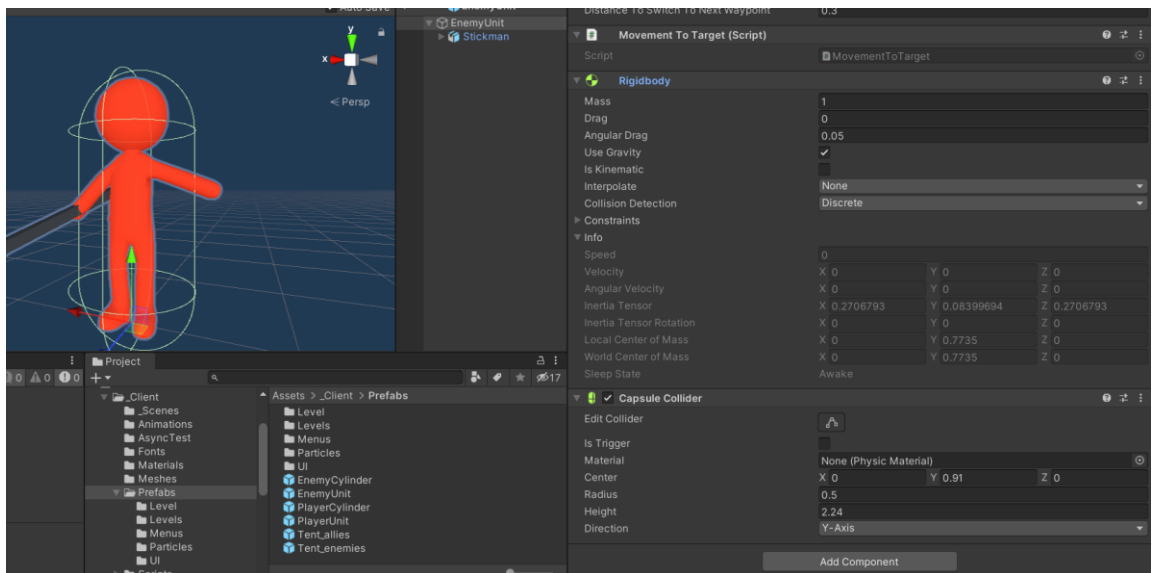 Auto Save
EnemyUnit
EnemyUnit
Stickman
y
x
Persp
Distance To Switch To Next Waypoint 0.3
# Movement To Target (Script)
Script # MovementToTarget
Rigidbody
Mass 1
Drag 0
Angular Drag 0.05
Use Gravity
Is Kinematic
Interpolate None
Collision Detection Discrete
Constraints
Info
Speed 0
Velocity X 0 Y 0 Z 0
Angular Velocity X 0 Y 0 Z 0
Inertia Tensor X 0.2706793 Y 0.08399694 Z 0.2706793
Inertia Tensor Rotation X 0 Y 0 Z 0
Local Center of Mass X 0 Y 0.7735 Z 0
World Center of Mass X 0 Y 0.7735 Z 0
Sleep State Awake
Capsule Collider
Edit Collider
Is Trigger
Material None (Physic Material)
Center X 0 Y 0.91 Z 0
Radius 0.5
Height 2.24
Direction Y-Axis
Add Component
Project
0 0 0
17
_Client
_Scenes
Animations
AsyncTest
Fonts
Materials
Meshes
Prefabs
Level
Levels
Menus
Particles
UI
Scripts
Assets > _Client > Prefabs
Level
Levels
Menus
Particles
UI
EnemyCylinder
EnemyUnit
PlayerCylinder
PlayerUnit
Tent_allies
Tent_enemies